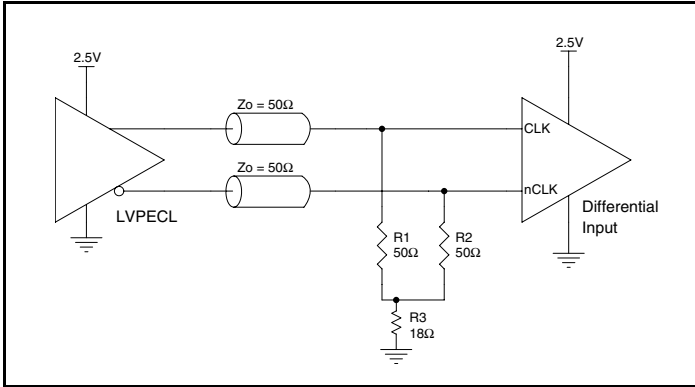 2.5V
2.5V
Zo = 50Ω
CLK
Zo = 50Ω
nCLK
LVPECL
Differential
Input
R1
50Ω
R2
50Ω
R3
18Ω